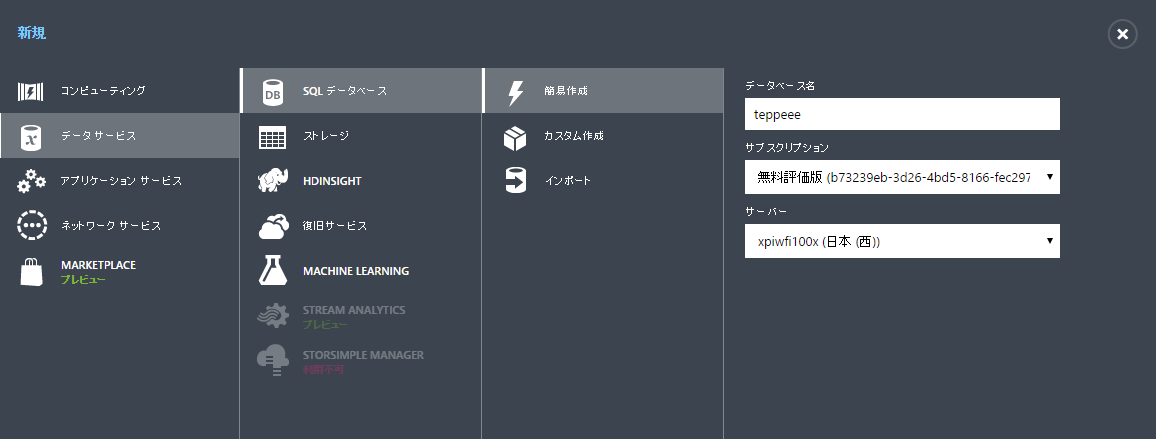 新規
コンピューティング
データ サービス
アプリケーション サービス
ネットワーク サービス
MARKETPLACE
プレビュー
DB
SQL データベース
ストレージ
HDINSIGHT
復旧サービス
MACHINE LEARNING
STREAM ANALYTICS
プレビュー
STORSIMPLE MANAGER
利用不可
簡易作成
カスタム作成
インポート
データベース名
teppeee
サブスクリプション
無料評価版 (b73239eb-3d26-4bd5-8166-fec297
サーバー
xpiwfi100x (日本 (西))